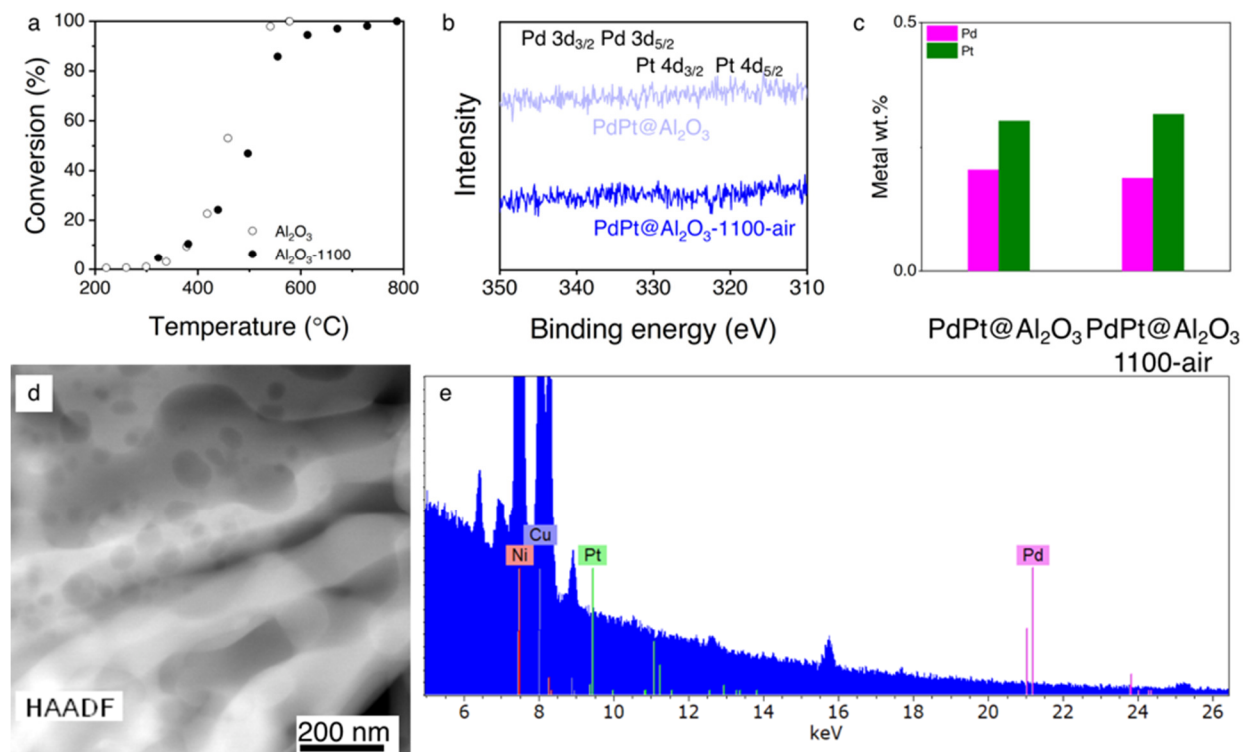 a
Conversion (%)
100
80
60
40
20
0
Al₂O₃
Al₂O₃-1100
200 400 600 800
Temperature (°C)
b
Intensity
Pd 3d₃/₂ Pd 3d₅/₂
Pt 4d₃/₂ Pt 4d₅/₂
PdPt@Al₂O₃
PdPt@Al₂O₃-1100-air
350 340 330 320 310
Binding energy (eV)
c
Metal wt.%
0.5
Pd
Pt
0.0
PdPt@Al₂O₃ PdPt@Al₂O₃
1100-air
d
HAADF
200 nm
e
Cu
Ni Pt Pd
6 8 10 12 14 16 18 20 22 24 26
keV